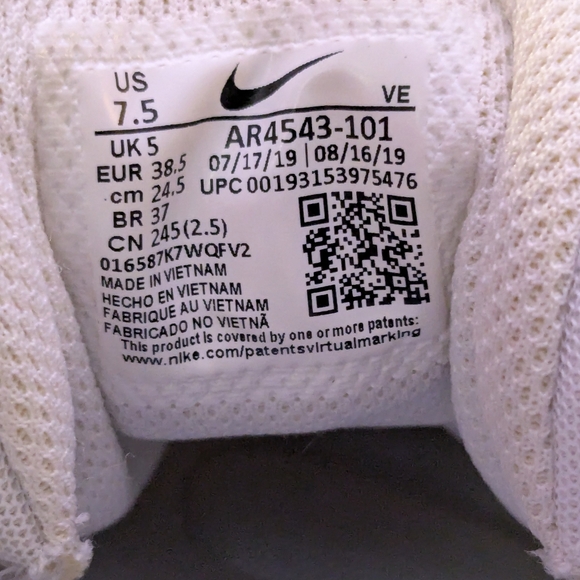 US
7.5
VE
UK 5
EUR 38.5
cm 24.5
BR 37
CN 245 (2.5)
AR4543-101
07/17/19 | 08/16/19
UPC 00193153975476
016587K7WQFV2
MADE IN VIETNAM
HECHO EN VIETNAM
FABRIQUE AU VIETNAM
FABRICADO NO VIETNÃ
This product is covered by one or more patents:
www.nike.com/patentsvirtualmarking